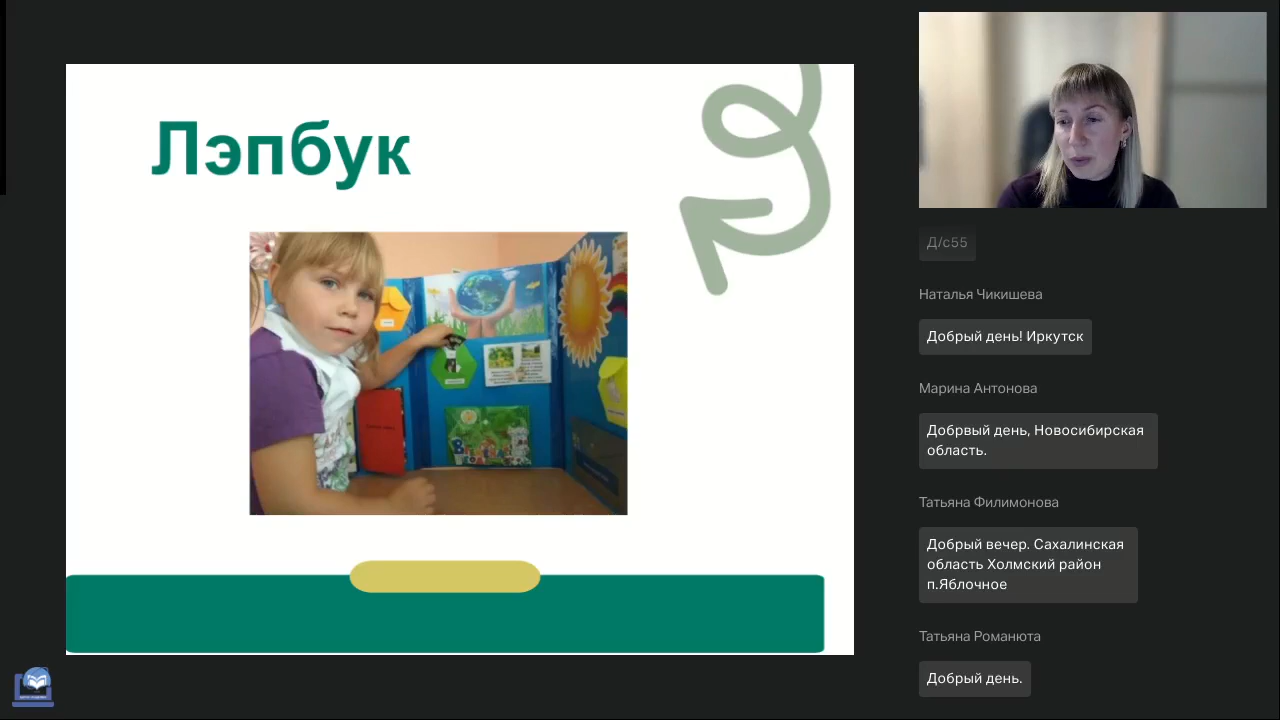 Лэпбук
Д/с55
Наталья Чикишева
Добрый день! Иркутск
Марина Антонова
Добрвый день, Новосибирская
область.
Татьяна Филимонова
Добрый вечер. Сахалинская
область Холмский район
п.Яблочное
Татьяна Романюта
Добрый день.